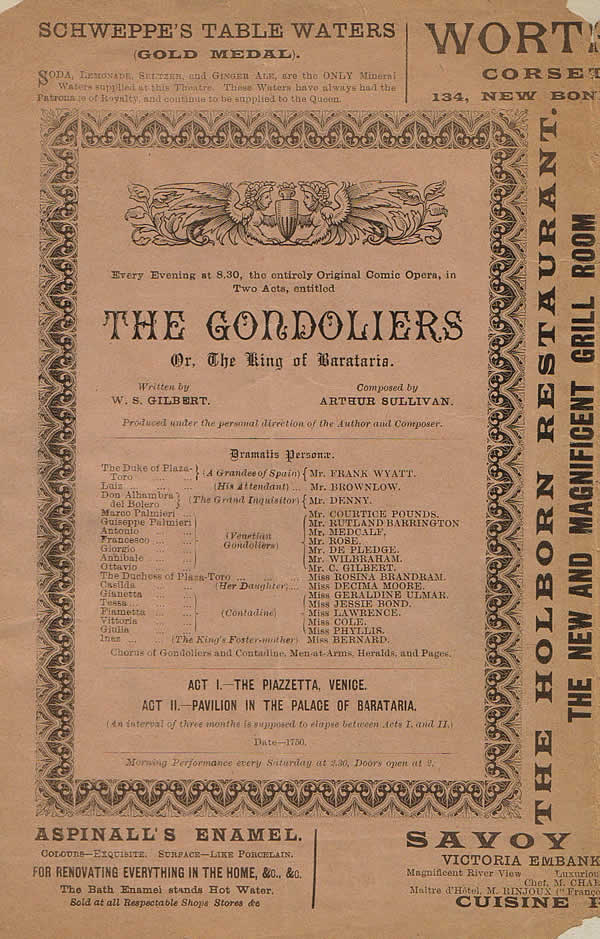 SCHWEPPE'S TABLE WATERS
(GOLD MEDAL).
SODA, LEMONADE, SELTZER, and GINGER ALE, are the ONLY Mineral
Waters supplied at this Theatre. These Waters have always had the
Patronage of Royalty, and continue to be supplied to the Queen.
WORT
CORSET
134, NEW BON
Every Evening at 8.30, the entirely Original Comic Opera, in
Two Acts, entitled
THE GONDOLIERS
Or, The King of Barataria.
Written by
W. S. GILBERT.
Composed by
ARTHUR SULLIVAN.
Produced under the personal direction of the Author and Composer.
Dramatis Personæ.
The Duke of Plaza-Toro ... ... (A Grandee of Spain) Mr. FRANK WYATT.
Luiz ... ... ... (His Attendant) ... Mr. BROWNLOW.
Don Alhambra del Bolero (The Grand Inquisitor) Mr. DENNY.
Marco Palmieri ... Mr. COURTICE POUNDS.
Guiseppe Palmieri Mr. RUTLAND BARRINGTON
Antonio ... ... Mr. MEDCALF,
Francesco ... ... (Venetian Gondoliers) Mr. ROSE.
Giorgio ... ... Mr. DE PLEDGE.
Annibale ... ... Mr. WILBRAHAM.
Ottavio ... ... Mr. C. GILBERT.
The Duchess of Plaza-Toro ... ... ... Miss ROSINA BRANDRAM.
Casilda ... ... (Her Daughter) ... Miss DECIMA MOORE.
Gianetta ... ... Miss GERALDINE ULMAR.
Tessa ... ... Miss JESSIE BOND.
Fiametta ... ... (Contadine) Miss LAWRENCE.
Vittoria ... ... Miss COLE.
Giulia ... ... Miss PHYLLIS.
Inez ... ... (The King's Foster-mother) Miss BERNARD.
Chorus of Gondoliers and Contadine, Men-at-Arms, Heralds, and Pages.
ACT I.—THE PIAZZETTA, VENICE.
ACT II.—PAVILION IN THE PALACE OF BARATARIA.
(An interval of three months is supposed to elapse between Acts I. and II.)
Date—1750.
Morning Performance every Saturday at 2.30, Doors open at 2.
THE HOLBORN RESTAURANT.
THE NEW AND MAGNIFICENT GRILL ROOM
ASPINALL'S ENAMEL.
COLOURS—EXQUISITE. SURFACE—LIKE PORCELAIN.
FOR RENOVATING EVERYTHING IN THE HOME, &c., &c.
The Bath Enamel stands Hot Water.
Sold at all Respectable Shops Stores &c
SAVOY
VICTORIA EMBANK
Magnificent River View Luxuriou
Chef, M. CHAR
Maître d'Hôtel, M. RINJOUX ("Franço
CUISINE